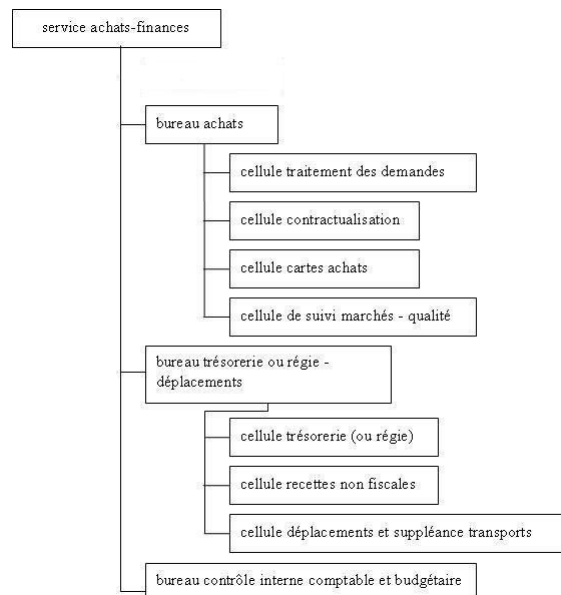 service achats-finances
bureau achats
cellule traitement des demandes
cellule contractualisation
cellule cartes achats
cellule de suivi marchés - qualité
bureau trésorerie ou régie -
déplacements
cellule trésorerie (ou régie)
cellule recettes non fiscales
cellule déplacements et suppléance transports
bureau contrôle interne comptable et budgétaire